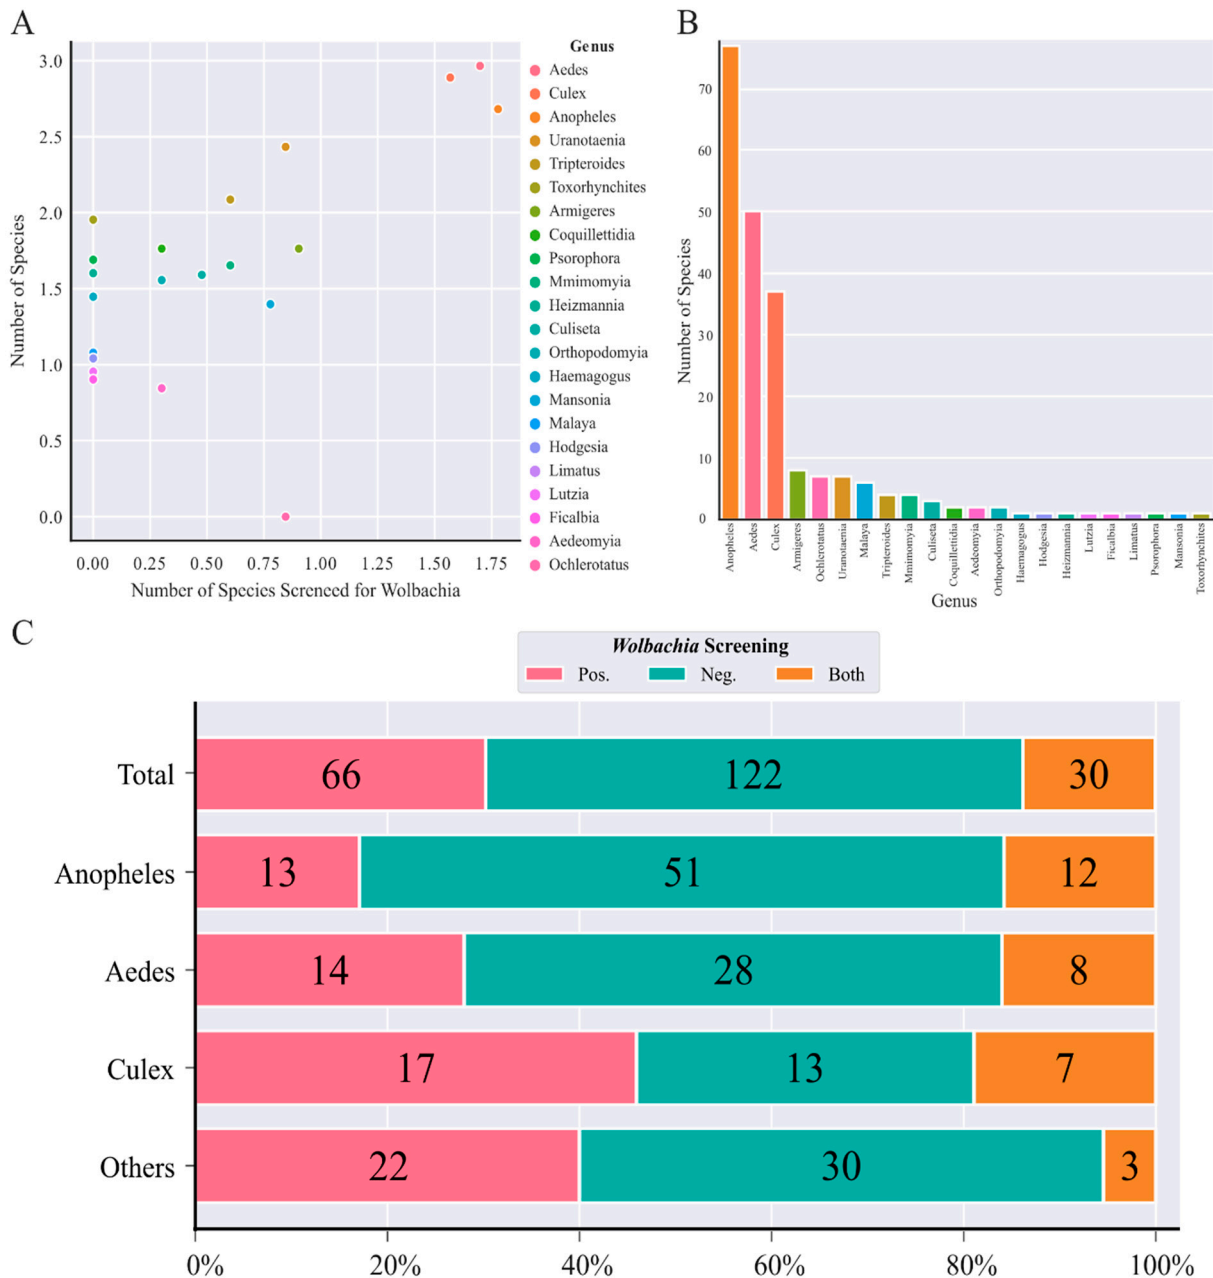 A
3.0
2.5
2.0
1.5
1.0
0.5
0.0
Number of Species
0.00 0.25 0.50 0.75 1.00 1.25 1.50 1.75
Number of Species Screnced for Wolbachia
Genus
Aedes
Culex
Anopheles
Uranotaenia
Tripteroides
Toxorhynchites
Armigeres
Coquillettidia
Psorophora
Mmimomyia
Heizmannia
Culiseta
Orthopodomyia
Haemagogus
Mansonia
Malaya
Hodgesia
Limatus
Lutzia
Ficalbia
Aedeomyia
Ochlerotatus
B
70
60
50
40
30
20
10
0
Number of Species
Anopheles
Aedes
Culex
Armigeres
Ochlerotatus
Uranotaenia
Malaya
Tripteroides
Mmimomyia
Culiseta
Coquillettidia
Aedeomyia
Orthopodomyia
Haemagogus
Hodgesia
Heizmannia
Lutzia
Ficalbia
Limatus
Psorophora
Mansonia
Toxorhynchites
Genus
C
Wolbachia Screening
Pos. Neg. Both
Total 66 122 30
Anopheles 13 51 12
Aedes 14 28 8
Culex 17 13 7
Others 22 30 3
0% 20% 40% 60% 80% 100%